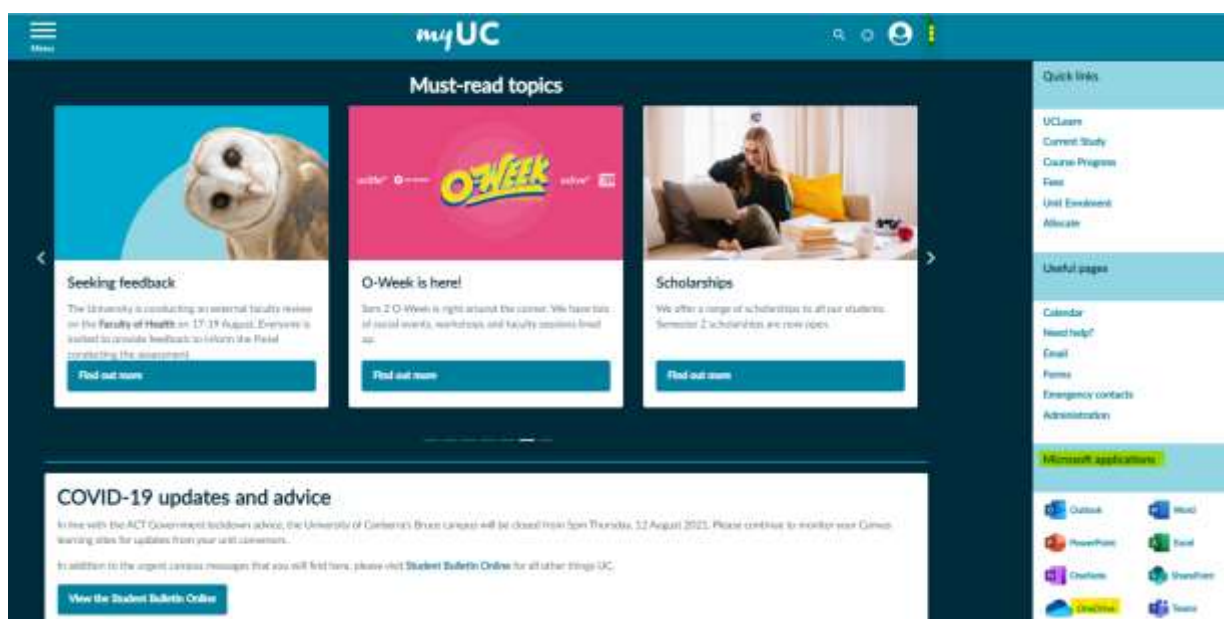 Menu
myUC
Must-read topics
O-WEEK
Seeking feedback
The University is conducting an external faculty review
on the Faculty of Health on 17-19 August. Everyone is
invited to provide feedback to inform the Panel
conducting the assessment.
Find out more
O-Week is here!
Sem 2 O-Week is right around the corner. We have lots
of social events, workshops and faculty sessions lined
up.
Find out more
Scholarships
We offer a range of scholarships to all our students.
Semester 2 scholarships are now open.
Find out more
COVID-19 updates and advice
In line with the ACT Government lockdown advice, the University of Canberra's Bruce campus will be closed from 5pm Thursday, 12 August 2021. Please continue to monitor your Canvas
learning sites for updates from your unit convenors.
In addition to the urgent campus messages that you will find here, please visit Student Bulletin Online for all other things UC.
View the Student Bulletin Online
Quick links
UCLearn
Current Study
Course Progress
Fees
Unit Enrolment
Allocate
Useful pages
Calendar
Need help?
Email
Forms
Emergency contacts
Administration
Microsoft applications
Outlook
Word
PowerPoint
Excel
OneNote
SharePoint
OneDrive
Teams